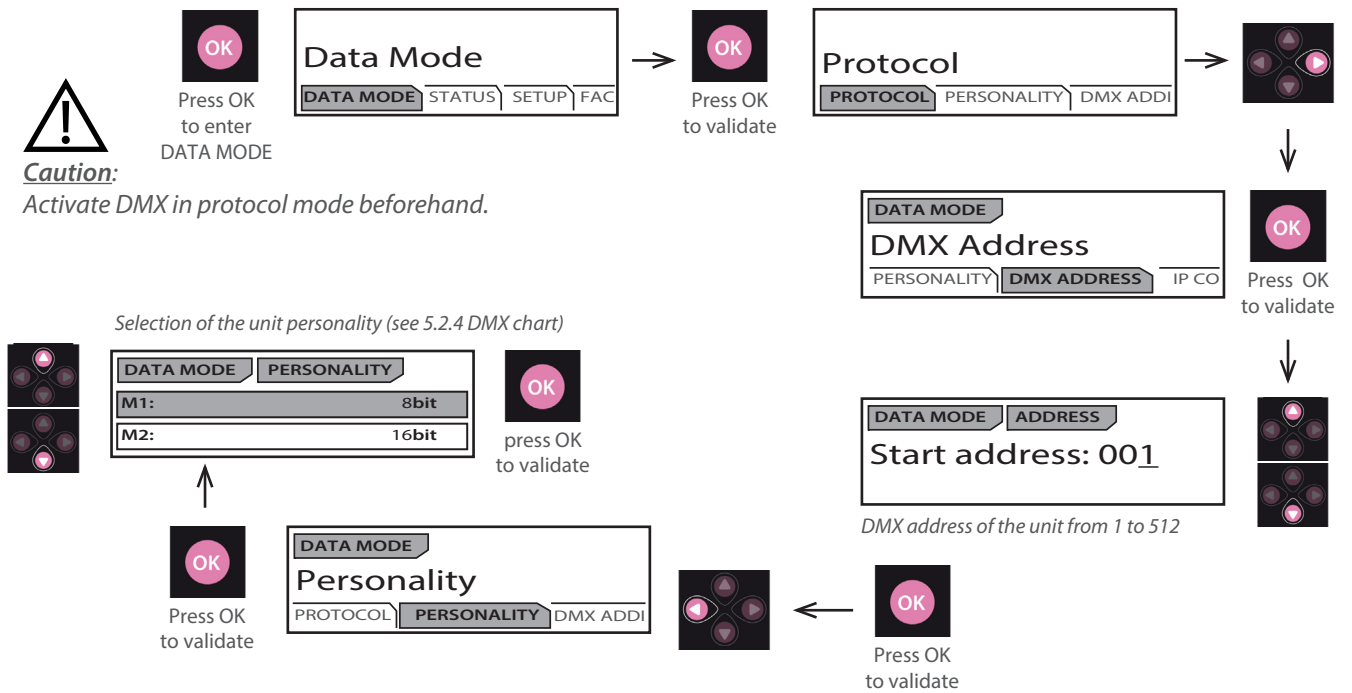 OK
Press OK
to enter
DATA MODE
Data Mode
DATA MODE STATUS SETUP FAC
OK
Press OK
to validate
Protocol
PROTOCOL PERSONALITY DMX ADDI
Caution:
Activate DMX in protocol mode beforehand.
DATA MODE
DMX Address
PERSONALITY DMX ADDRESS IP CO
OK
Press OK
to validate
DATA MODE ADDRESS
Start address: 001
DMX address of the unit from 1 to 512
OK
Press OK
to validate
DATA MODE
Personality
PROTOCOL PERSONALITY DMX ADDI
OK
Press OK
to validate
Selection of the unit personality (see 5.2.4 DMX chart)
DATA MODE PERSONALITY
M1: 8bit
M2: 16bit
OK
press OK
to validate